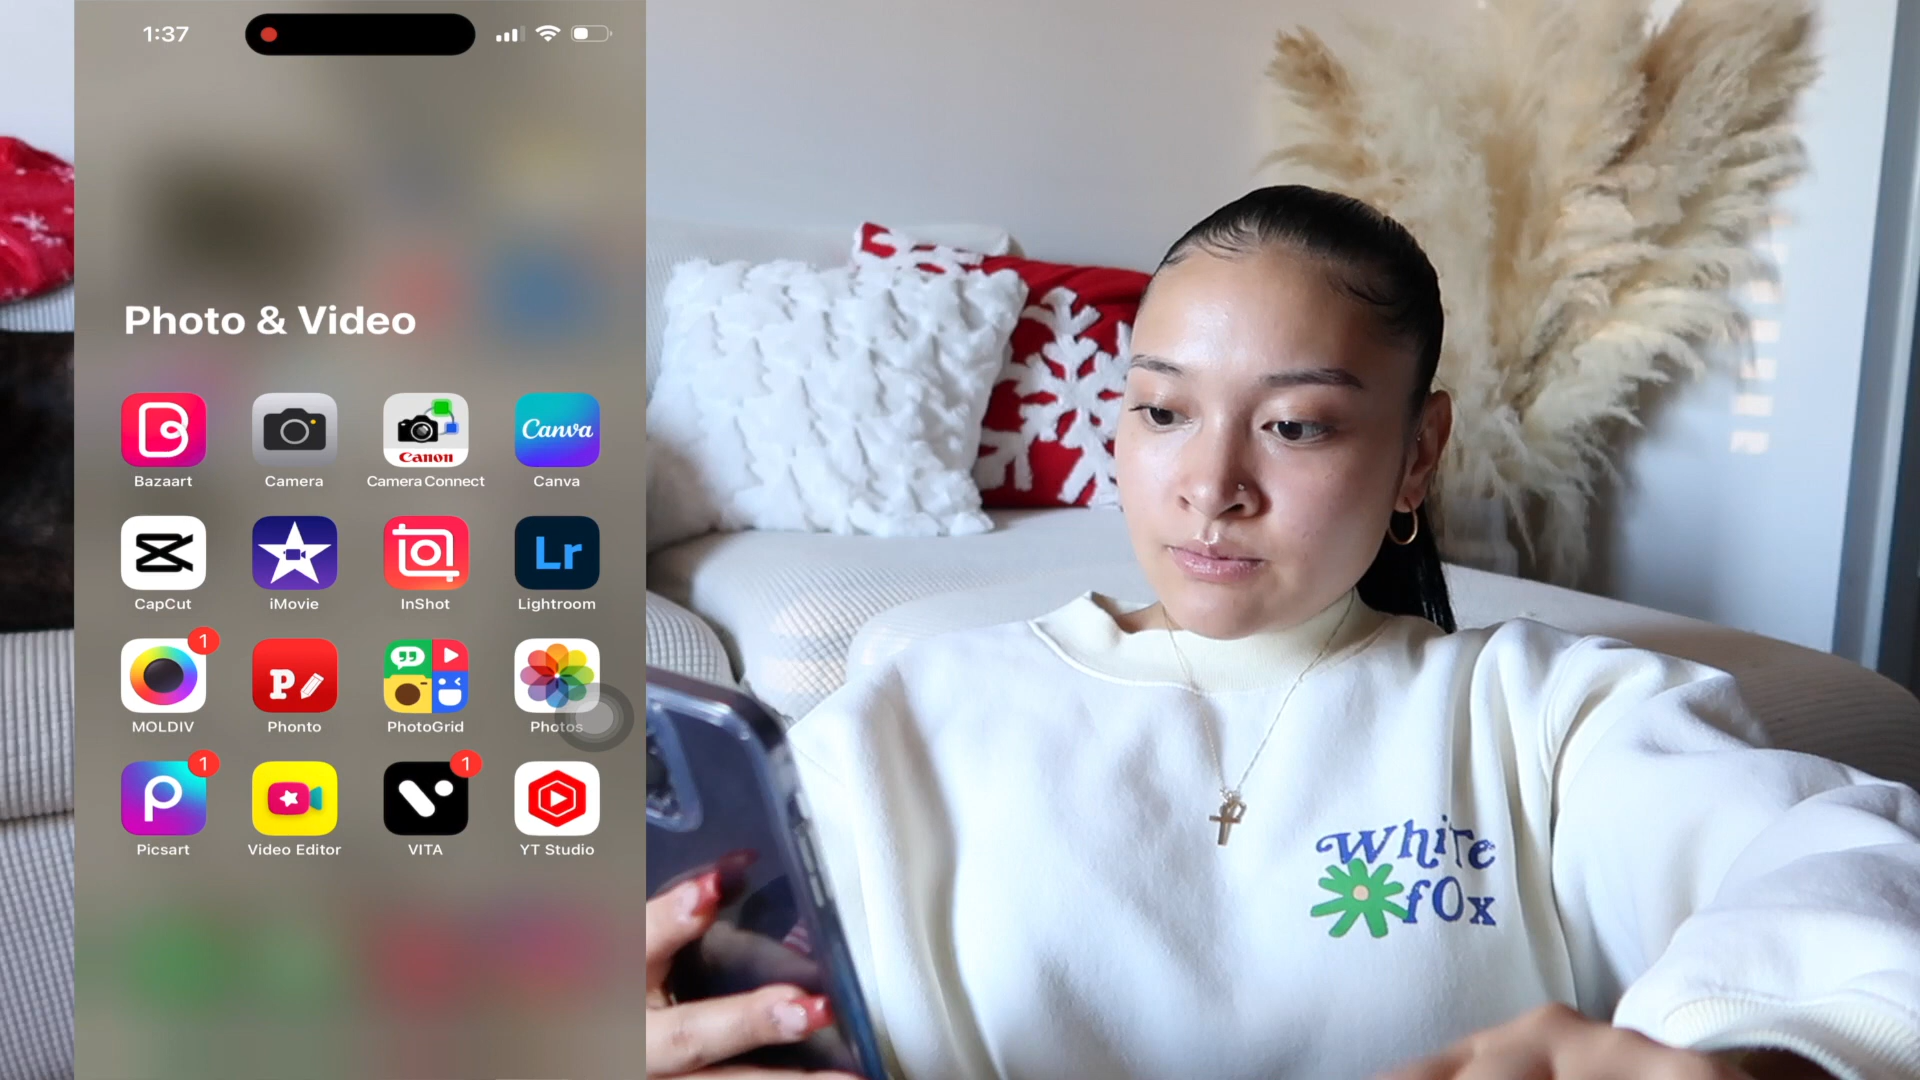 1:37
Photo & Video
Canon
Canva
Bazaart
Camera
Camera Connect
Canva
Lr
CapCut
iMovie
InShot
Lightroom
1
P
MOLDIV
Phonto
PhotoGrid
Photos
1
1
P
Picsart
Video Editor
VITA
YT Studio
White
fOx